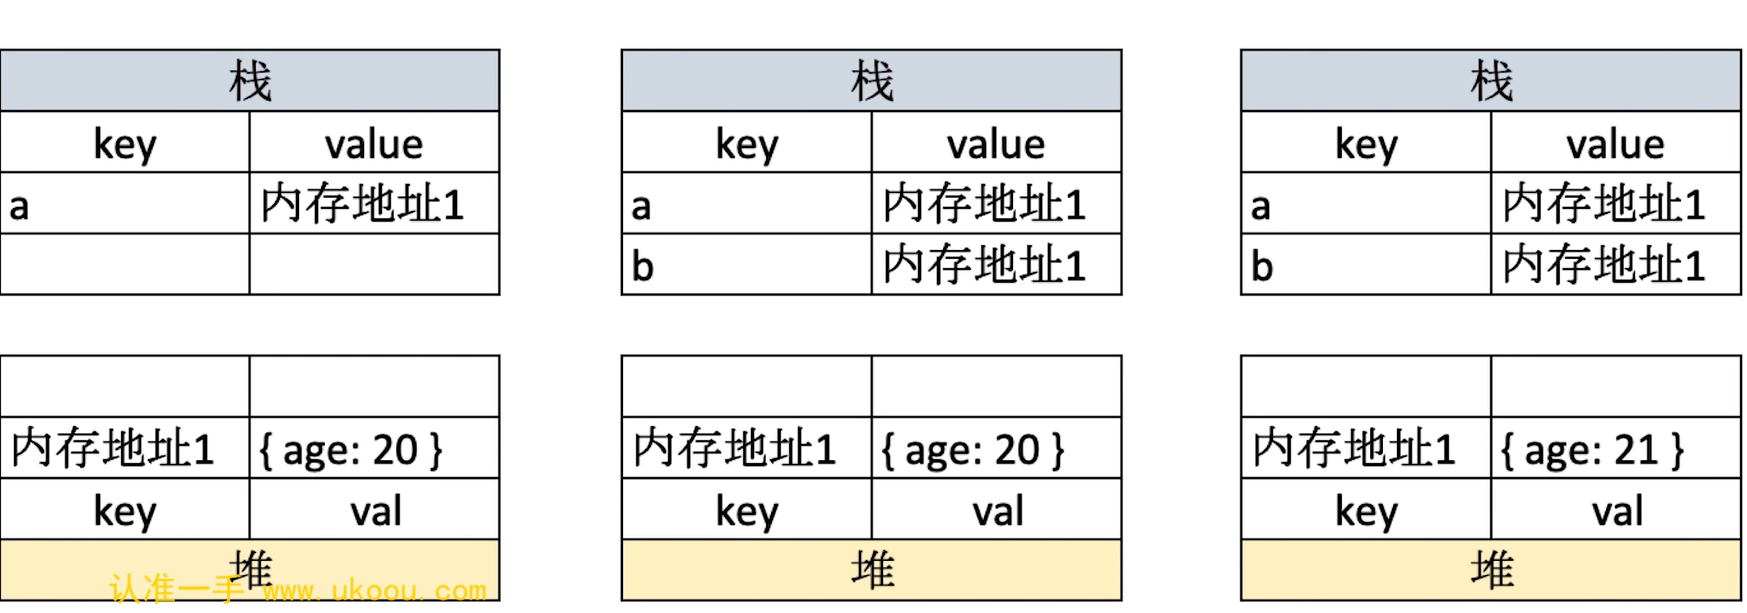 栈
key value
a 内存地址1
内存地址1 { age: 20 }
key val
堆
认准一手 www.ukoou.com
栈
key value
a 内存地址1
b 内存地址1
内存地址1 { age: 20 }
key val
堆
栈
key value
a 内存地址1
b 内存地址1
内存地址1 { age: 21 }
key val
堆